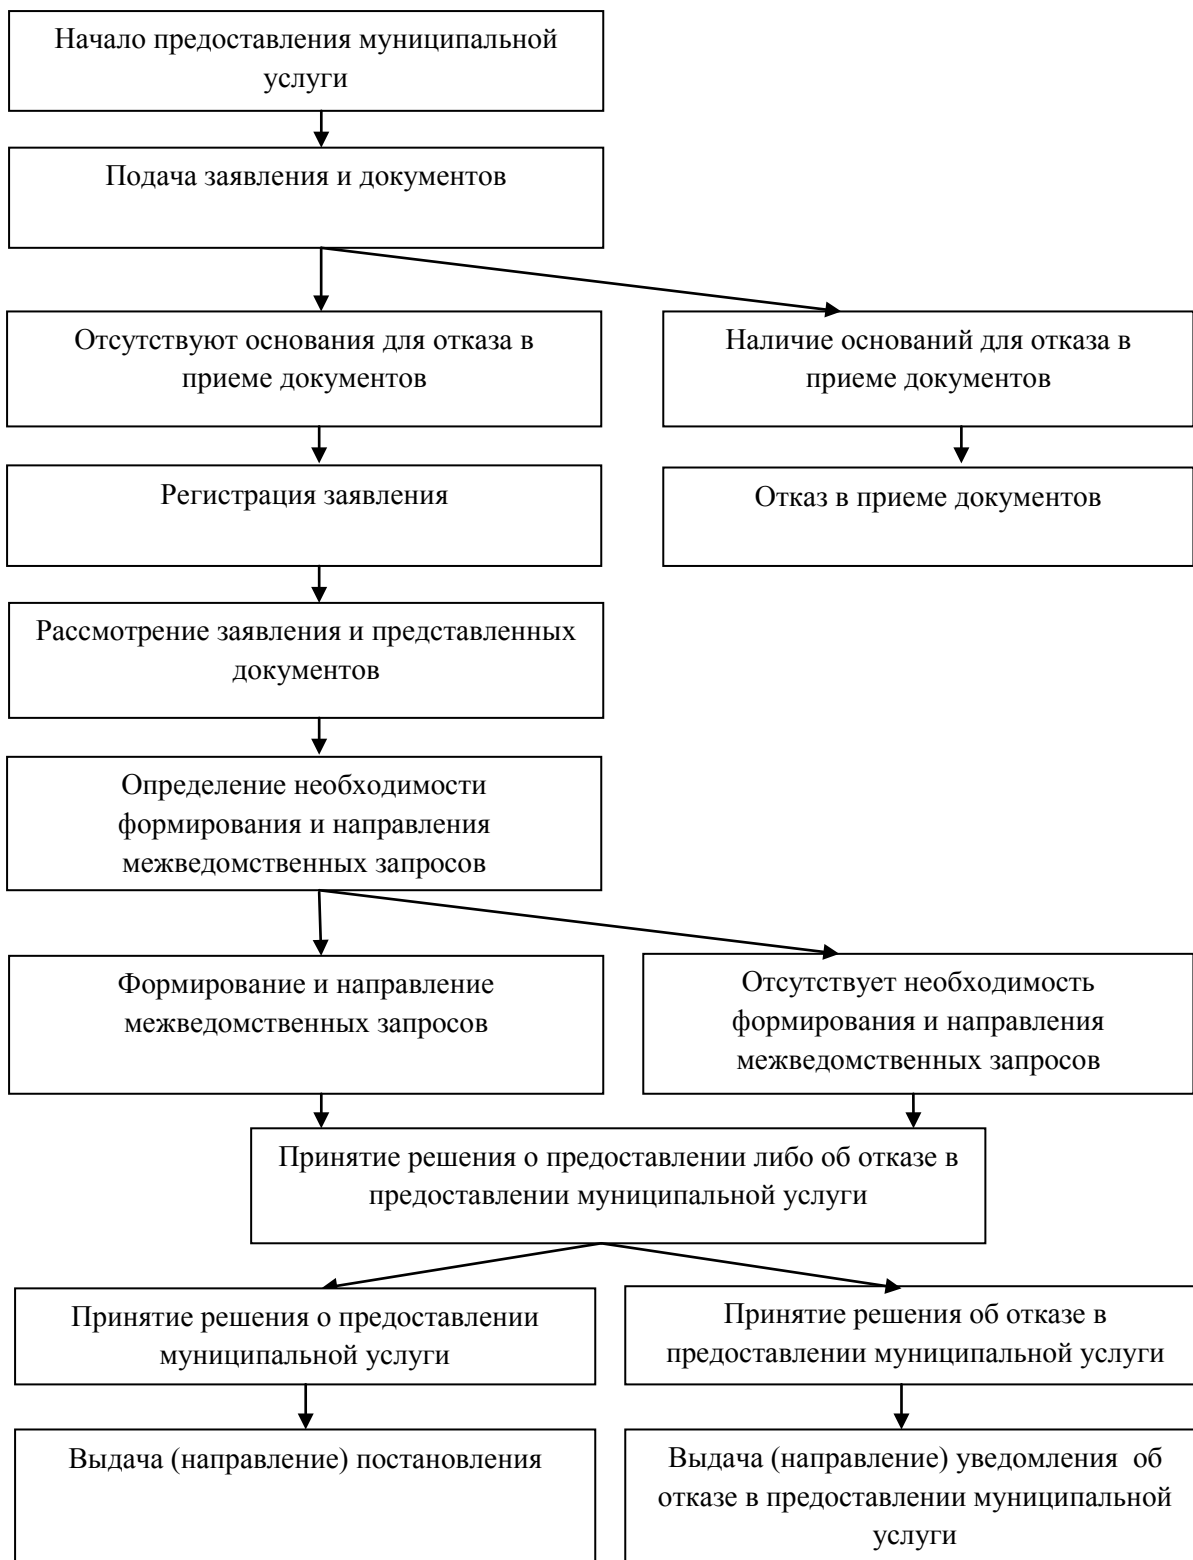 Начало предоставления муниципальной
услуги
Подача заявления и документов
Отсутствуют основания для отказа в
приеме документов
Наличие оснований для отказа в
приеме документов
Регистрация заявления
Отказ в приеме документов
Рассмотрение заявления и представленных
документов
Определение необходимости
формирования и направления
межведомственных запросов
Формирование и направление
межведомственных запросов
Отсутствует необходимость
формирования и направления
межведомственных запросов
Принятие решения о предоставлении либо об отказе в
предоставлении муниципальной услуги
Принятие решения о предоставлении
муниципальной услуги
Принятие решения об отказе в
предоставлении муниципальной услуги
Выдача (направление) постановления
Выдача (направление) уведомления  об
отказе в предоставлении муниципальной
услуги